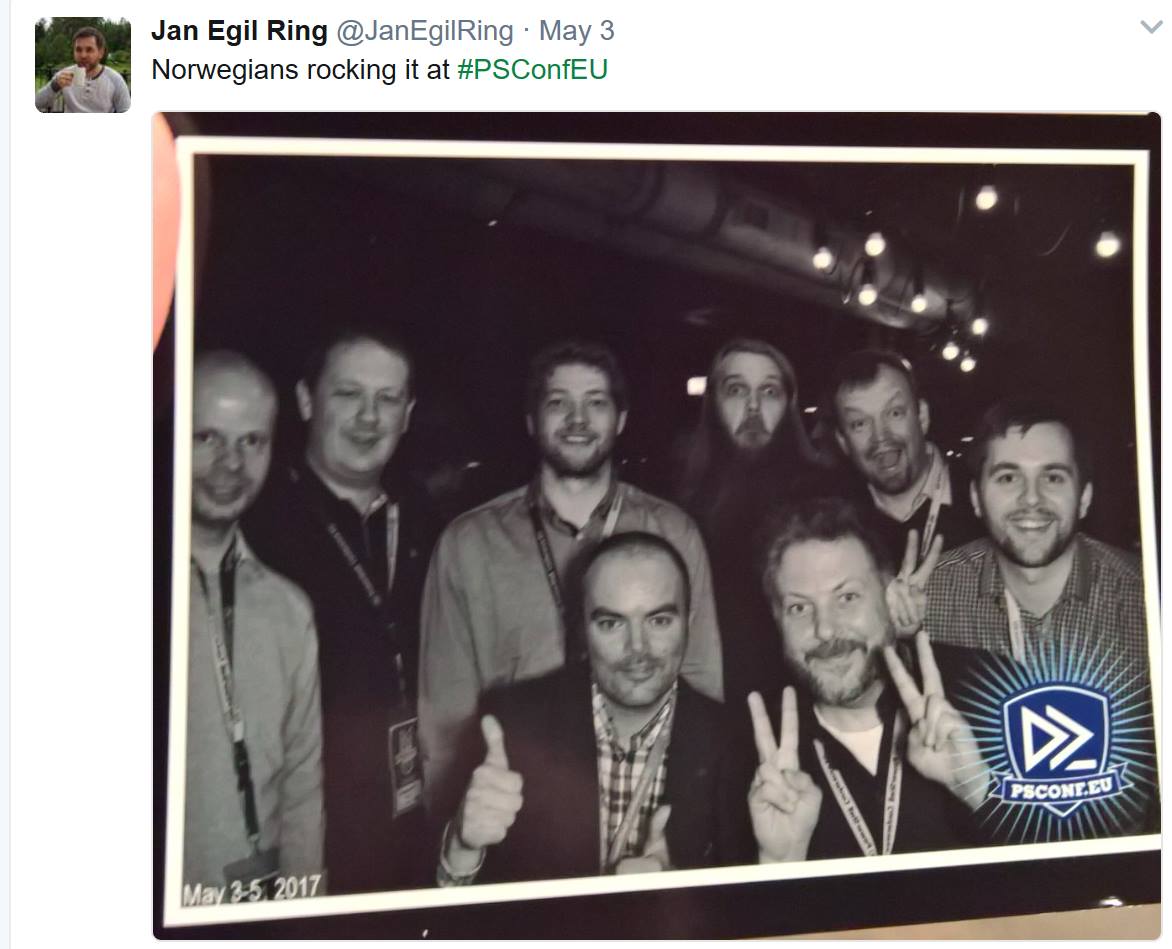 Jan Egil Ring @JanEgilRing · May 3
Norwegians rocking it at #PSConfEU
PSCONF.EU
May 3-5, 2017